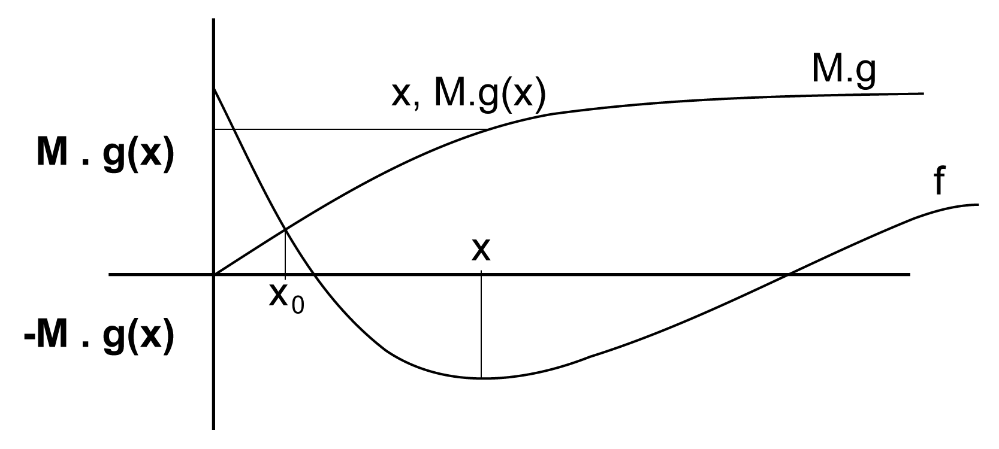 M.g
x, M.g(x)
M . g(x)
f
x
x0
-M . g(x)